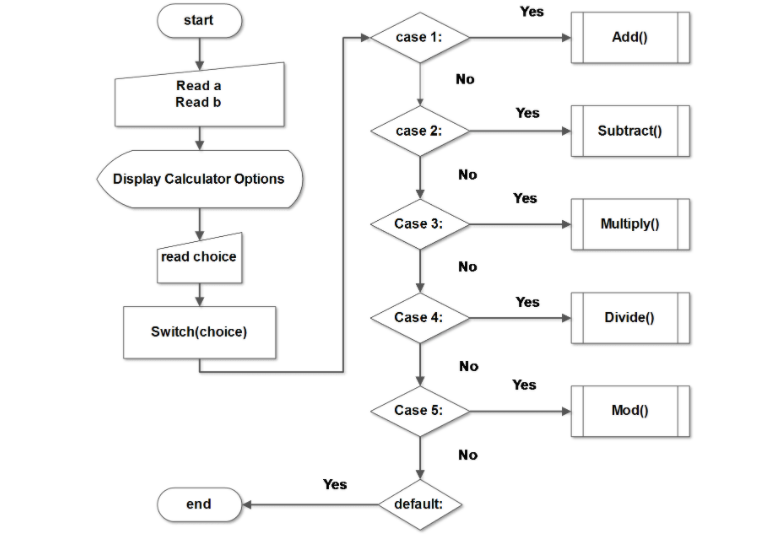 start
Read a
Read b
Display Calculator Options
read choice
Switch(choice)
case 1:
Yes
Add()
No
case 2:
Yes
Subtract()
No
Case 3:
Yes
Multiply()
No
Case 4:
Yes
Divide()
No
Case 5:
Yes
Mod()
No
default:
Yes
end